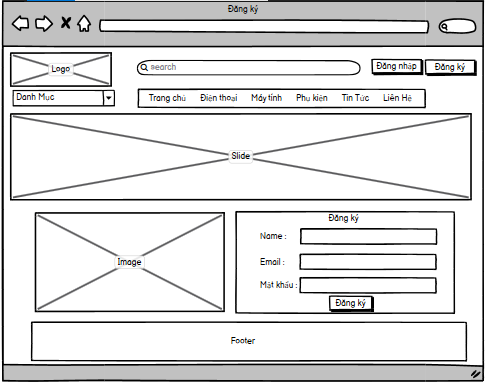 Đăng ký
Logo
search
Đăng nhập
Đăng ký
Danh Mục
Trang chủ Điện thoại Máy tính Phụ kiện Tin Tức Liên Hệ
Slide
Image
Đăng ký
Name :
Email :
Mật khẩu :
Đăng ký
Footer